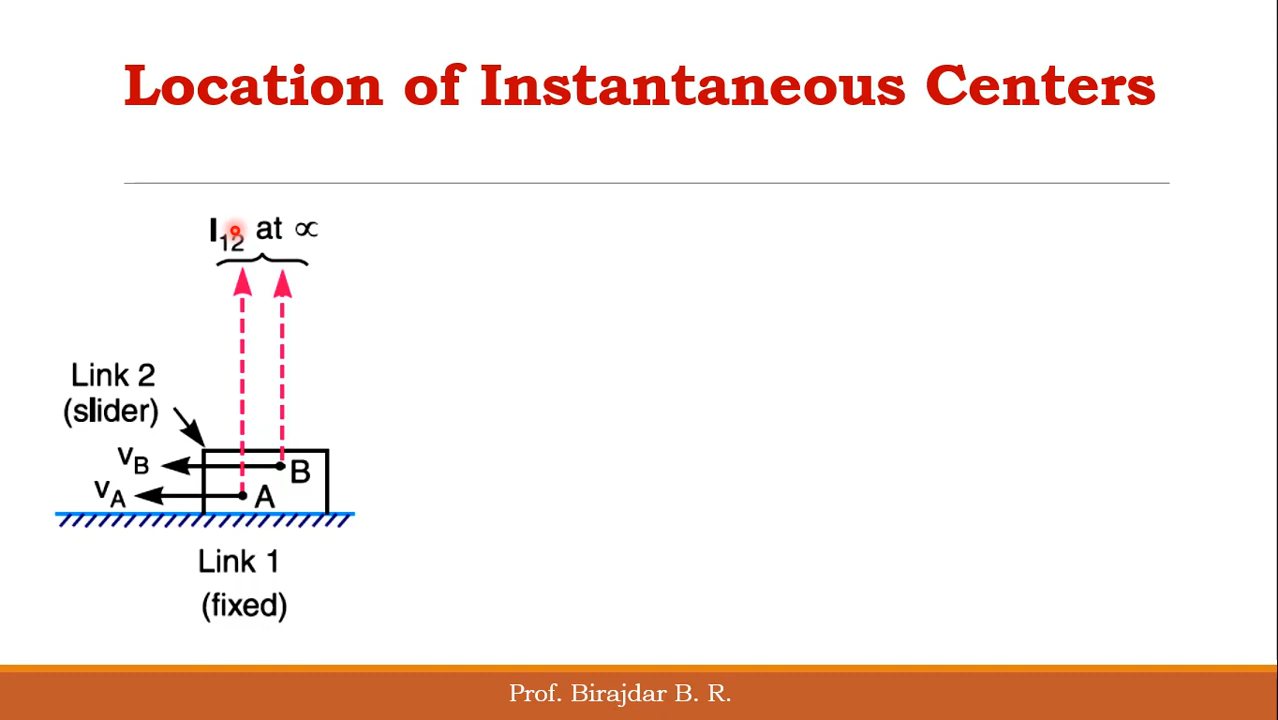 Location of Instantaneous Centers
I12 at ∝
Link 2
(slider)
vB
B
vA
A
Link 1
(fixed)
Prof. Birajdar B. R.